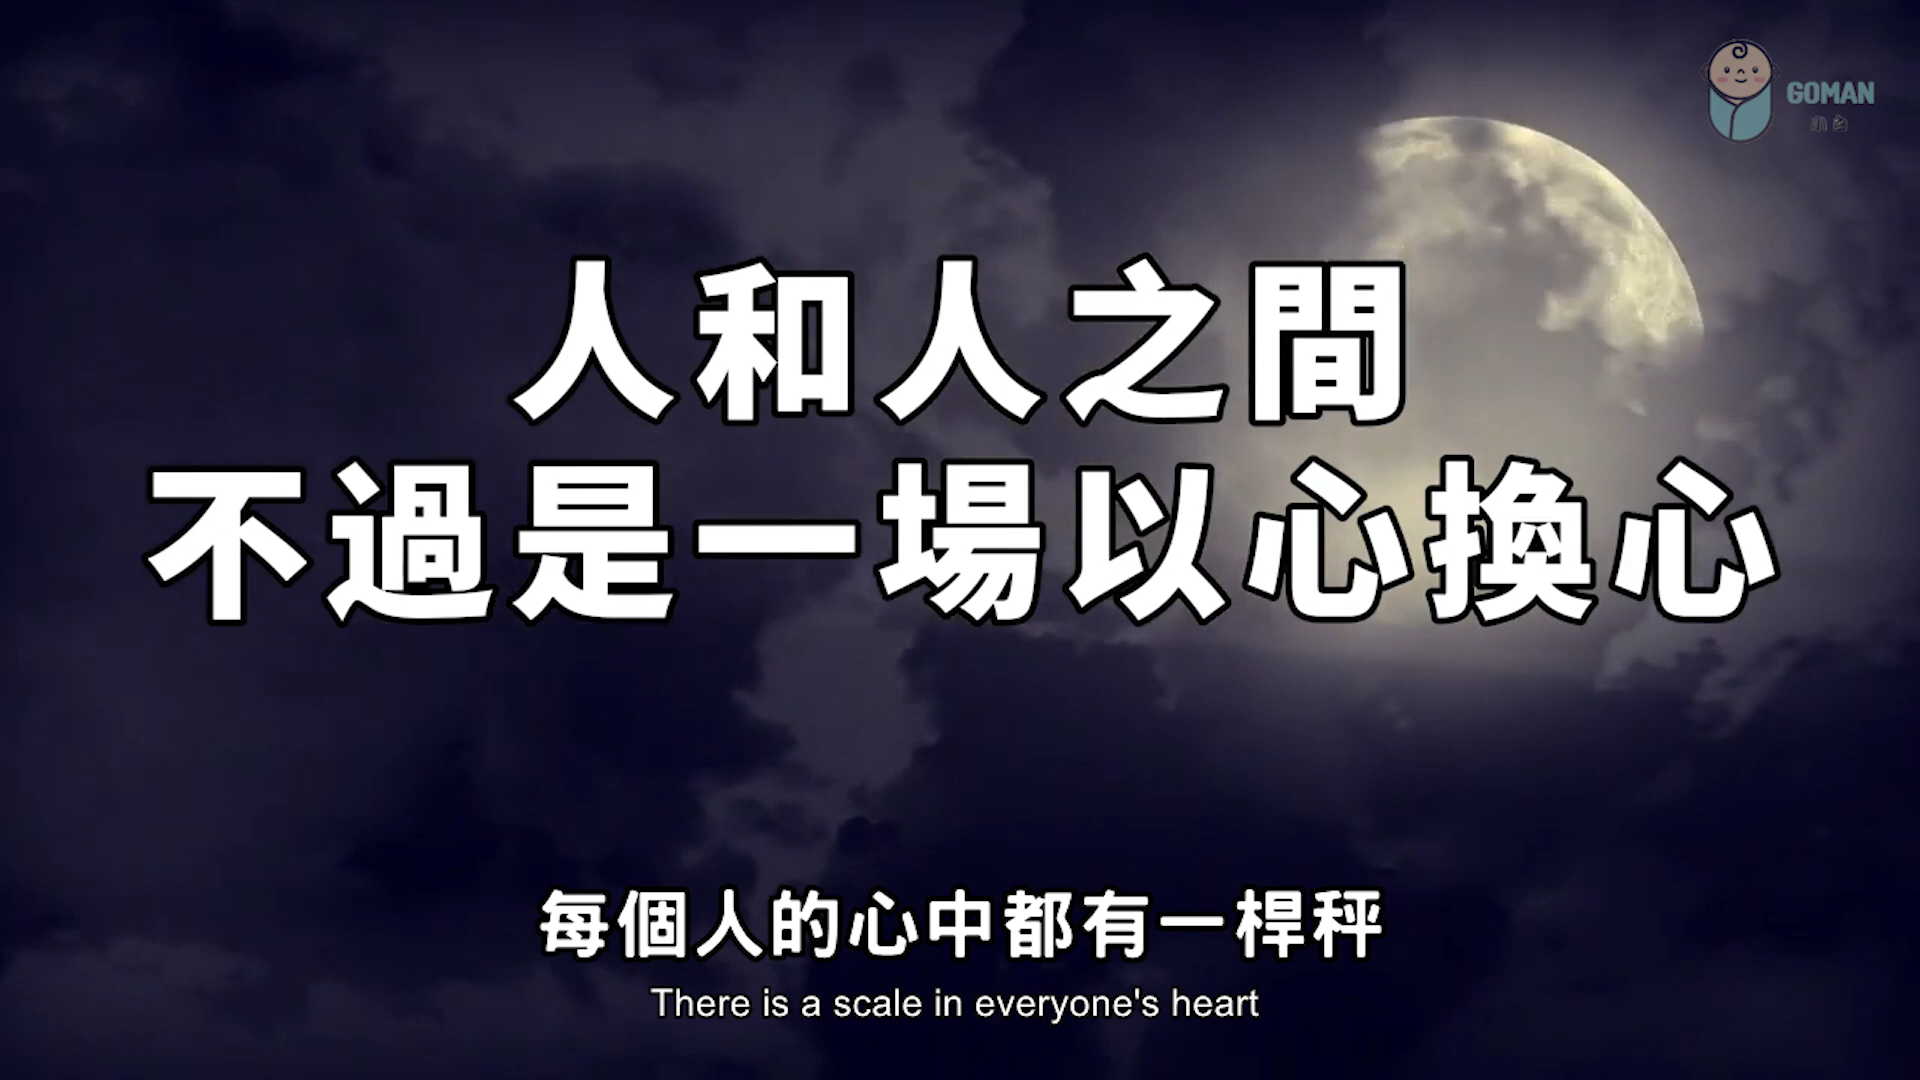 GOMAN
人和人之間
不過是一場以心換心
每個人的心中都有一桿秤
There is a scale in everyone's heart